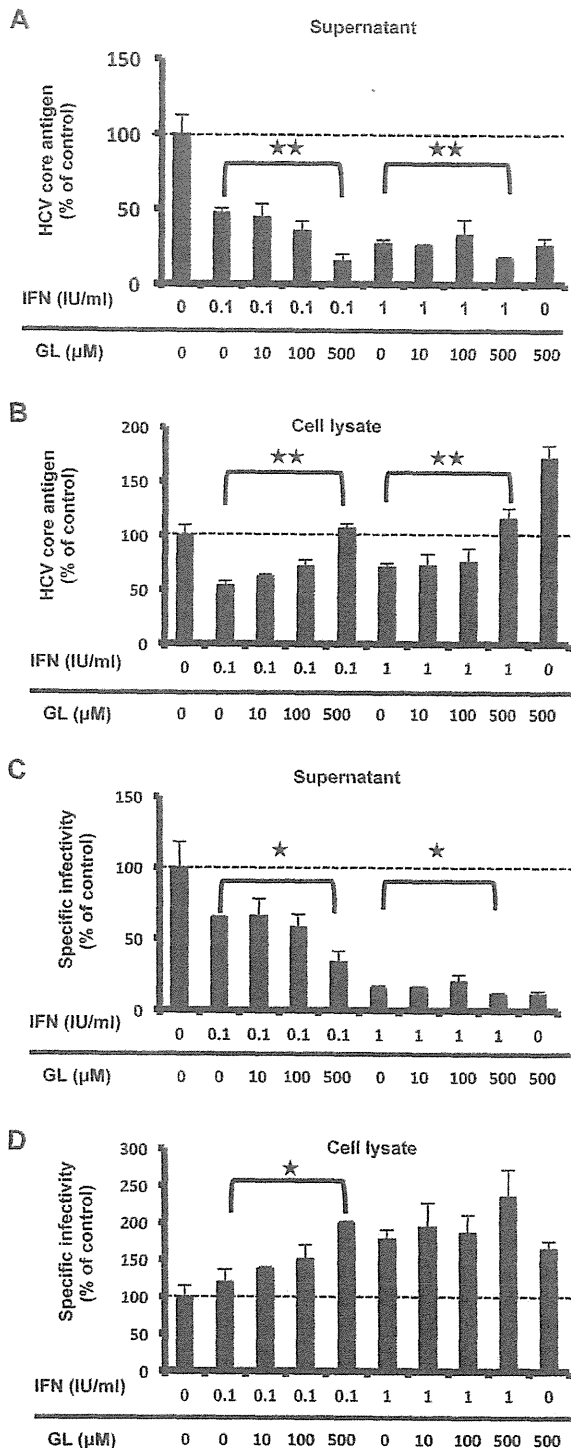 A
Supernatant
HCV core antigen
(% of control)
150
100
50
0
★★
★★
IFN (IU/ml)
0 0.1 0.1 0.1 0.1 1 1 1 1 0
GL (µM)
0 0 10 100 500 0 10 100 500 500
B
Cell lysate
HCV core antigen
(% of control)
200
150
100
50
0
★★
★★
IFN (IU/ml)
0 0.1 0.1 0.1 0.1 1 1 1 1 0
GL (µM)
0 0 10 100 500 0 10 100 500 500
C
Supernatant
Specific infectivity
(% of control)
150
100
50
0
★
★
IFN (IU/ml)
0 0.1 0.1 0.1 0.1 1 1 1 1 0
GL (µM)
0 0 10 100 500 0 10 100 500 500
D
Cell lysate
Specific infectivity
(% of control)
300
250
200
150
100
50
0
★
IFN (IU/ml)
0 0.1 0.1 0.1 0.1 1 1 1 1 0
GL (µM)
0 0 10 100 500 0 10 100 500 500